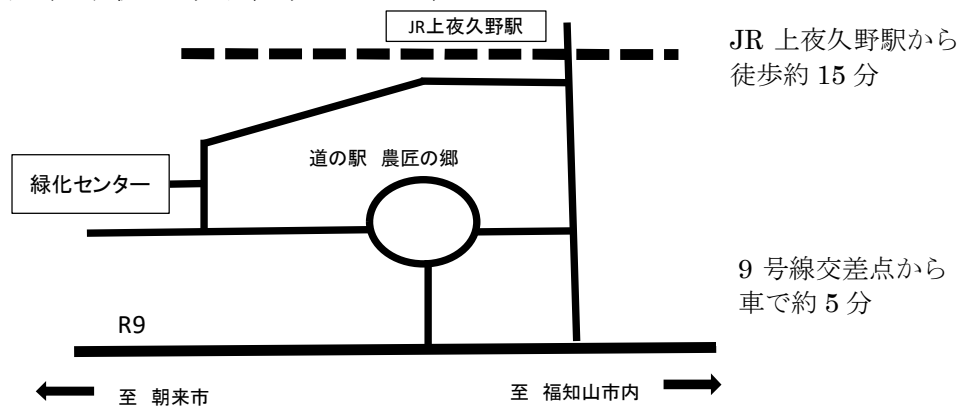 JR上夜久野駅
JR 上夜久野駅から
徒歩約 15 分
道の駅 農匠の郷
緑化センター
9 号線交差点から
車で約 5 分
R9
至 朝来市
至 福知山市内